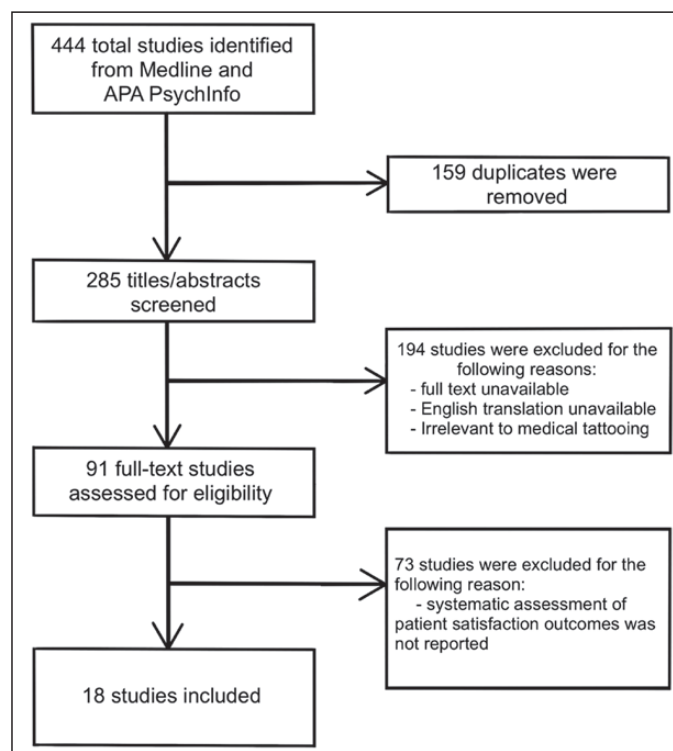 444 total studies identified
from Medline and
APA PsychInfo
159 duplicates were
removed
285 titles/abstracts
screened
194 studies were excluded for the
following reasons:
- full text unavailable
- English translation unavailable
- Irrelevant to medical tattooing
91 full-text studies
assessed for eligibility
73 studies were excluded for the
following reason:
- systematic assessment of
patient satisfaction outcomes was
not reported
18 studies included